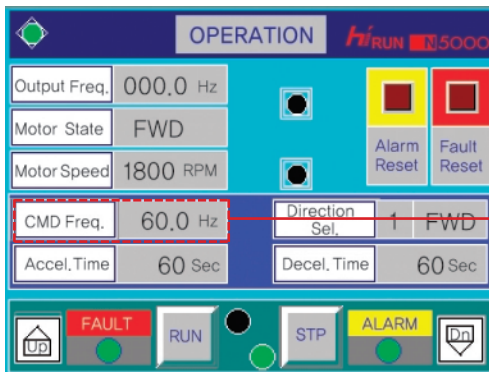 OPERATION
hiRUN N5000
Output Freq. 000.0 Hz
Motor State FWD
Motor Speed 1800 RPM
Alarm Reset
Fault Reset
CMD Freq. 60.0 Hz
Direction Sel. 1 FWD
Accel. Time 60 Sec
Decel. Time 60 Sec
Up
FAULT
RUN
STP
ALARM
Dn